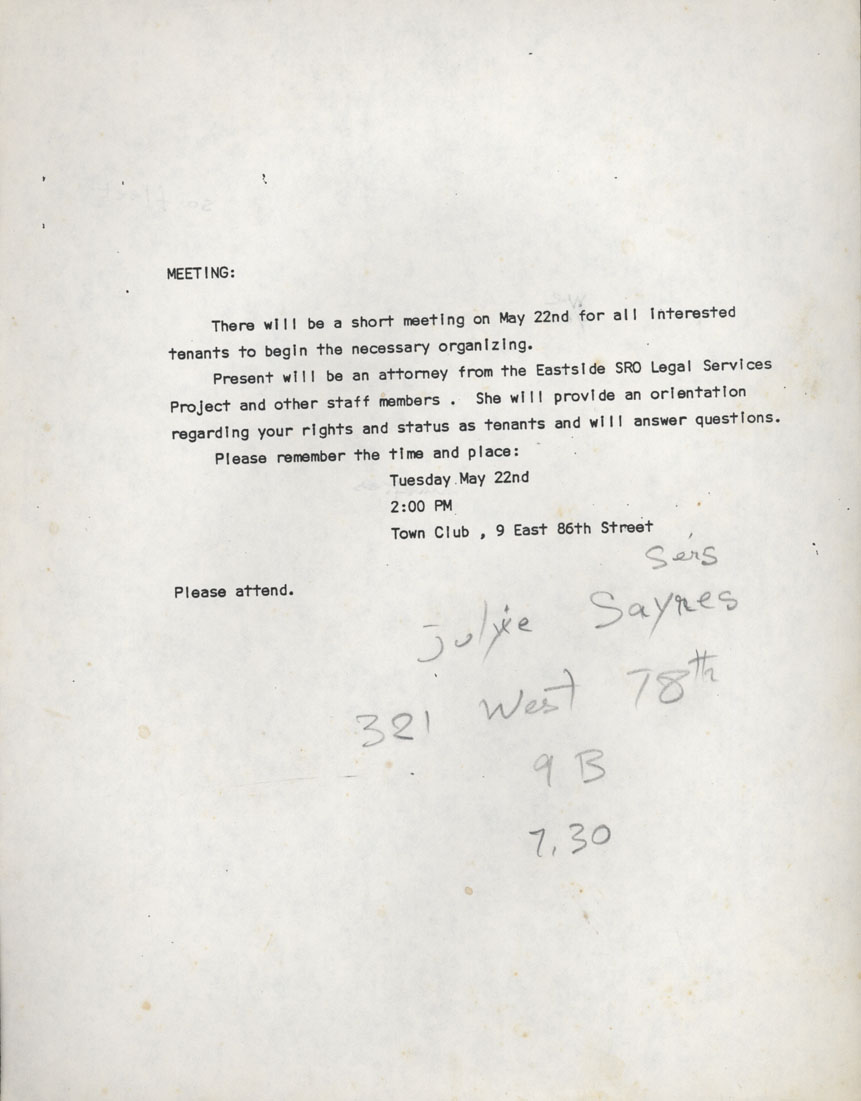 MEETING:
There will be a short meeting on May 22nd for all interested
tenants to begin the necessary organizing.
Present will be an attorney from the Eastside SRO Legal Services
Project and other staff members . She will provide an orientation
regarding your rights and status as tenants and will answer questions.
Please remember the time and place:
Tuesday May 22nd
2:00 PM
Town Club , 9 East 86th Street
Sers
Please attend.
Saynes
321 West 78th
9 B
7.30